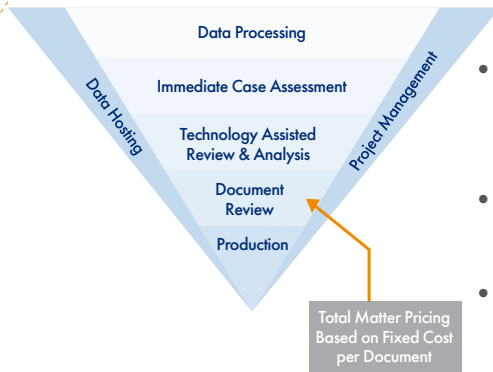 Data Processing
Immediate Case Assessment
Data Hosting
Project Management
Technology Assisted
Review & Analysis
Document
Review
Production
Total Matter Pricing
Based on Fixed Cost
per Document